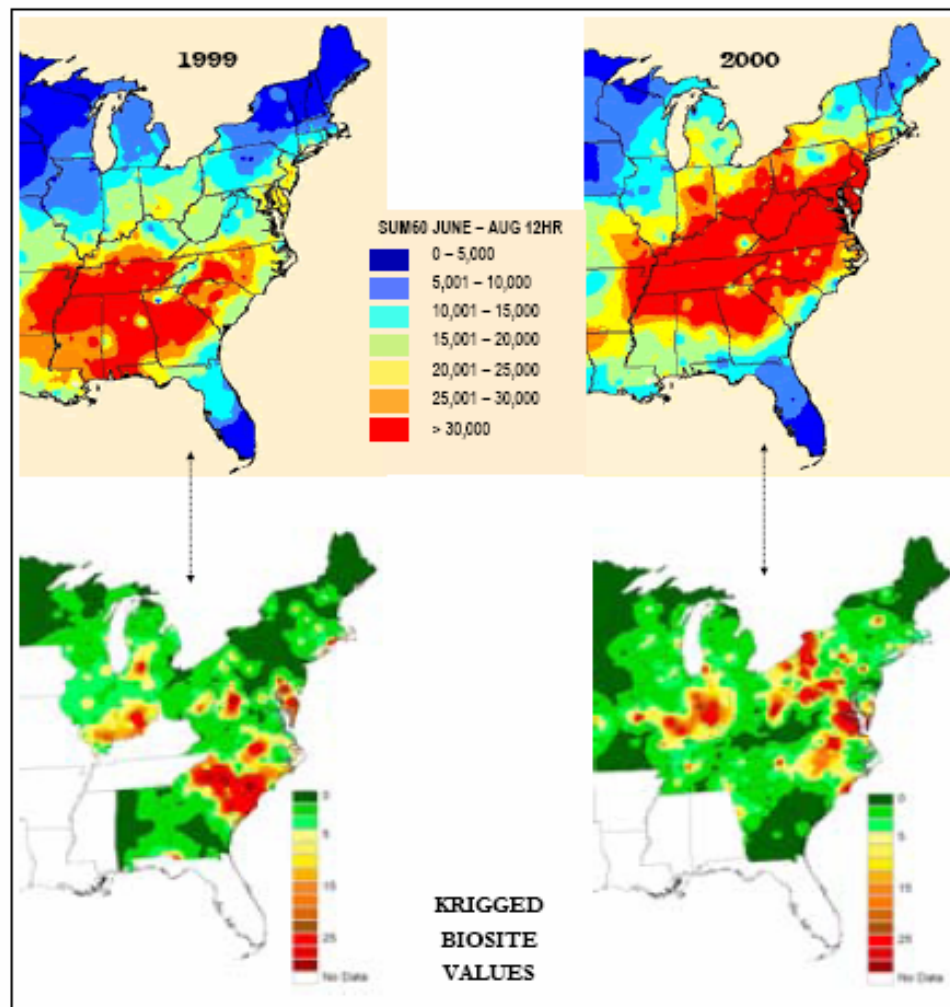 1999
2000
SUM60 JUNE – AUG 12HR
0 – 5,000
5,001 – 10,000
10,001 – 15,000
15,001 – 20,000
20,001 – 25,000
25,001 – 30,000
> 30,000
KRIGGED
BIOSITE
VALUES
0
5
15
25
No Data
0
5
15
25
No Data